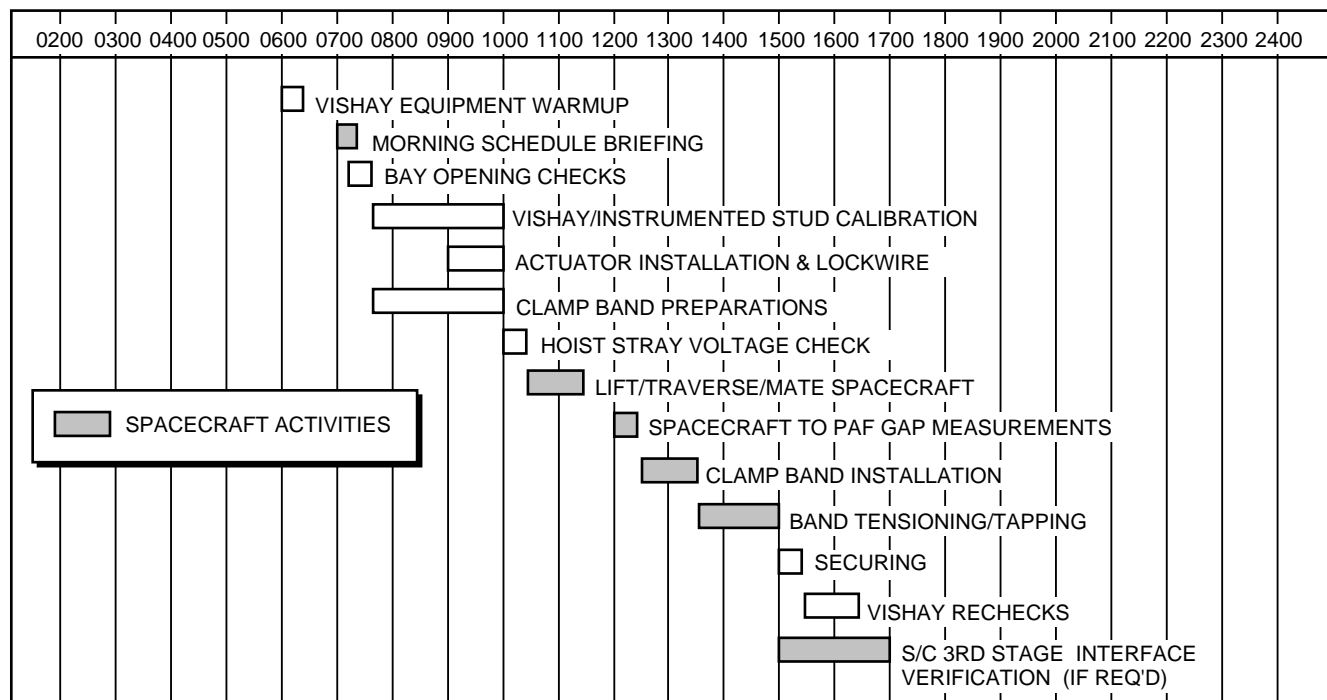 0200 0300 0400 0500 0600 0700 0800 0900 1000 1100 1200 1300 1400 1500 1600 1700 1800 1900 2000 2100 2200 2300 2400
VISHAY EQUIPMENT WARMUP
MORNING SCHEDULE BRIEFING
BAY OPENING CHECKS
VISHAY/INSTRUMENTED STUD CALIBRATION
ACTUATOR INSTALLATION & LOCKWIRE
CLAMP BAND PREPARATIONS
HOIST STRAY VOLTAGE CHECK
LIFT/TRAVERSE/MATE SPACECRAFT
SPACECRAFT ACTIVITIES
SPACECRAFT TO PAF GAP MEASUREMENTS
CLAMP BAND INSTALLATION
BAND TENSIONING/TAPPING
SECURING
VISHAY RECHECKS
S/C 3RD STAGE INTERFACE
VERIFICATION (IF REQ'D)